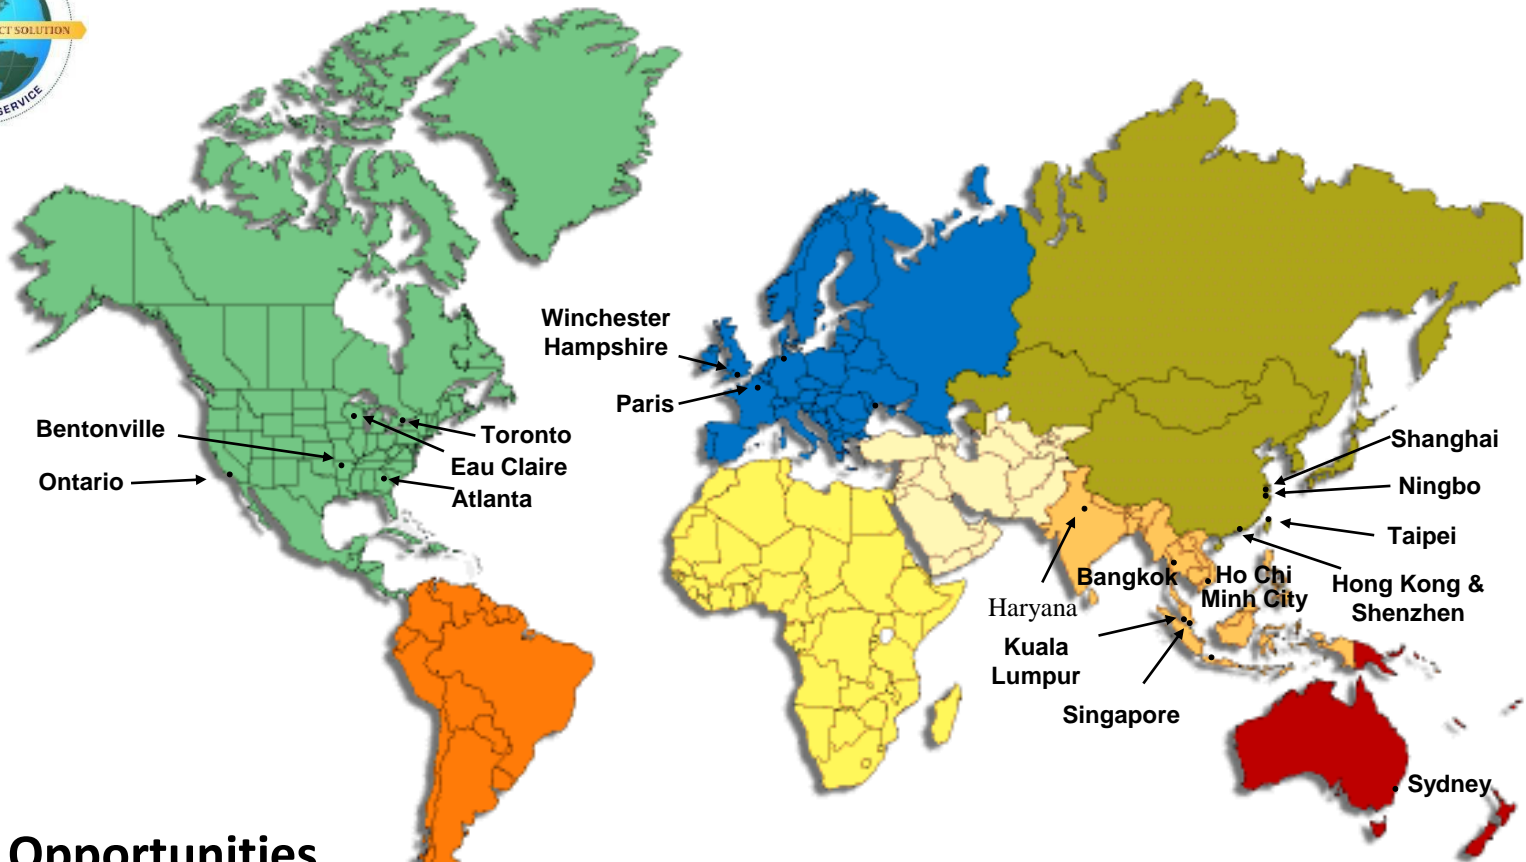 CT SOLUTION
SERVICE
Winchester
Hampshire
Paris
Bentonville
Ontario
Toronto
Eau Claire
Atlanta
Shanghai
Ningbo
Taipei
Hong Kong &
Shenzhen
Bangkok
Ho Chi
Minh City
Haryana
Kuala
Lumpur
Singapore
Sydney
Opportunities